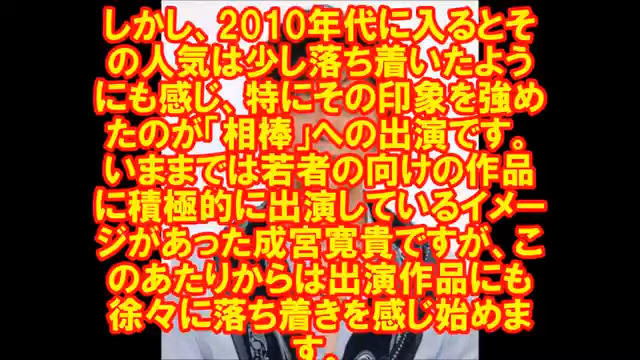 しかし、2010年代に入るとそ
の人気は少し落ち着いたよう
にも感じ、特にその印象を強め
たのが「相棒」への出演です。
いままでは若者の向けの作品
に積極的に出演しているイメー
ジがあった成宮寛貴ですが、こ
のあたりからは出演作品にも
徐々に落ち着きを感じ始めま
す。